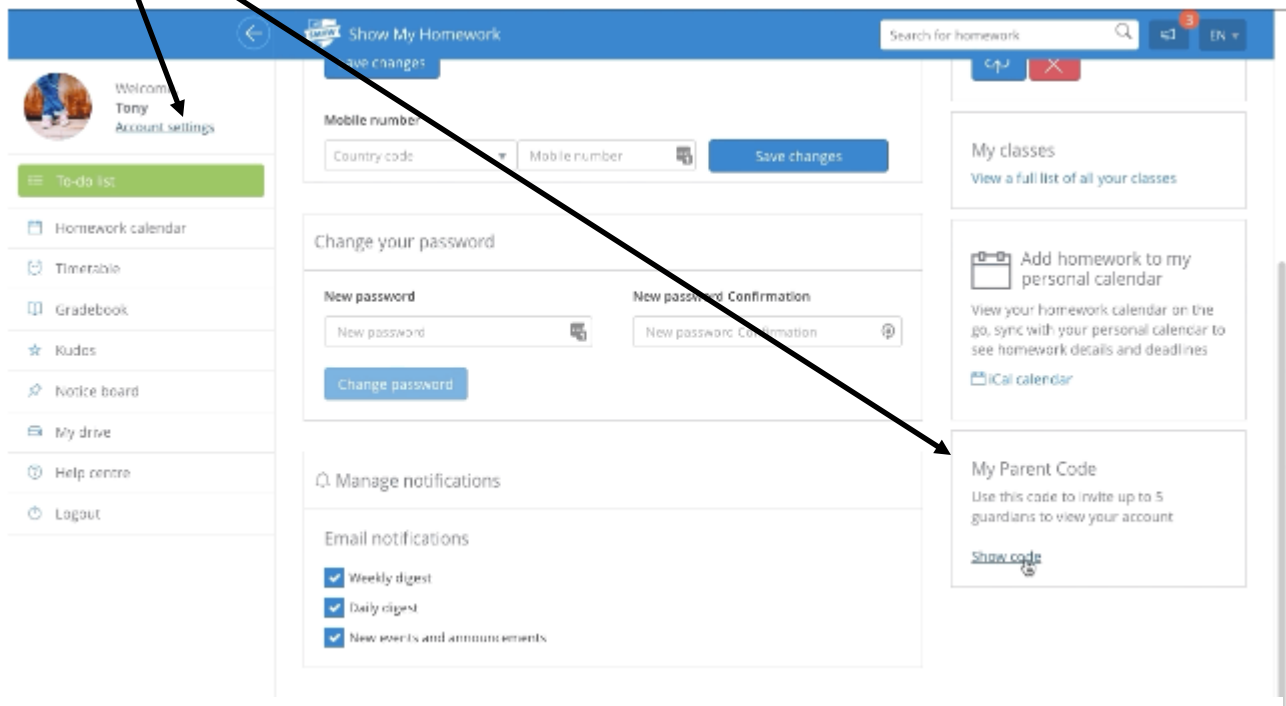 Show My Homework
Search for homework
3
EN
Welcome
Tony
Account settings
To-do list
Homework calendar
Timetable
Gradebook
Kudos
Notice board
My drive
Help centre
Logout
Save changes
Mobile number
Country code
Mobile number
Save changes
Change your password
New password
New password Confirmation
New password
New password Confirmation
Change password
Manage notifications
Email notifications
Weekly digest
Daily digest
New events and announcements
My classes
View a full list of all your classes
Add homework to my
personal calendar
View your homework calendar on the
go, sync with your personal calendar to
see homework details and deadlines
iCal calendar
My Parent Code
Use this code to invite up to 5
guardians to view your account
Show code